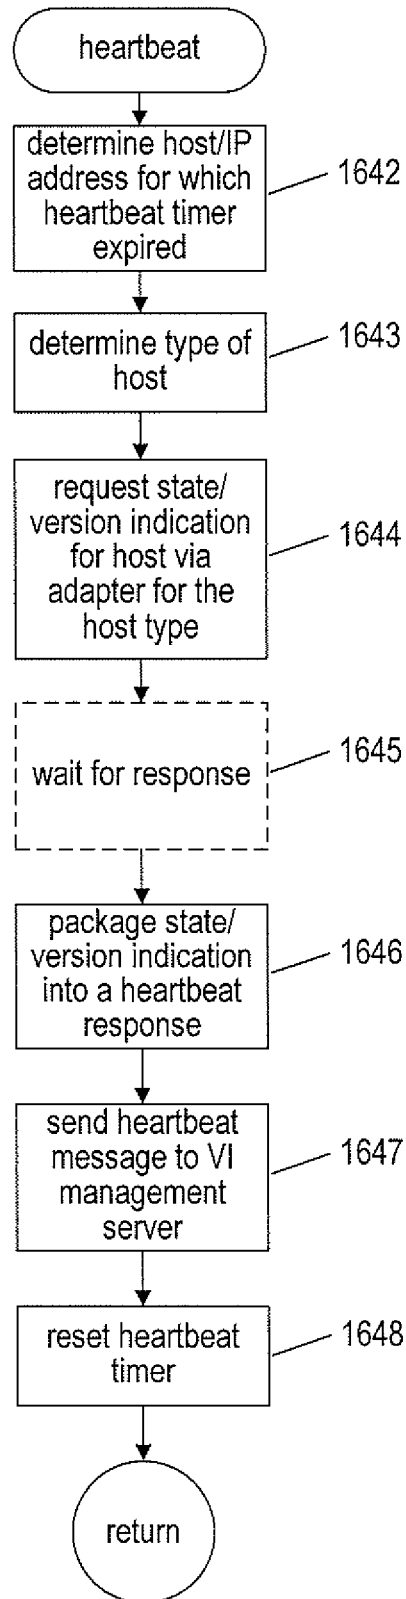 heartbeat
determine host/IP
address for which
heartbeat timer
expired
1642
determine type of
host
1643
request state/
version indication
for host via
adapter for the
host type
1644
wait for response
1645
package state/
version indication
into a heartbeat
response
1646
send heartbeat
message to VI
management
server
1647
reset heartbeat
timer
1648
return